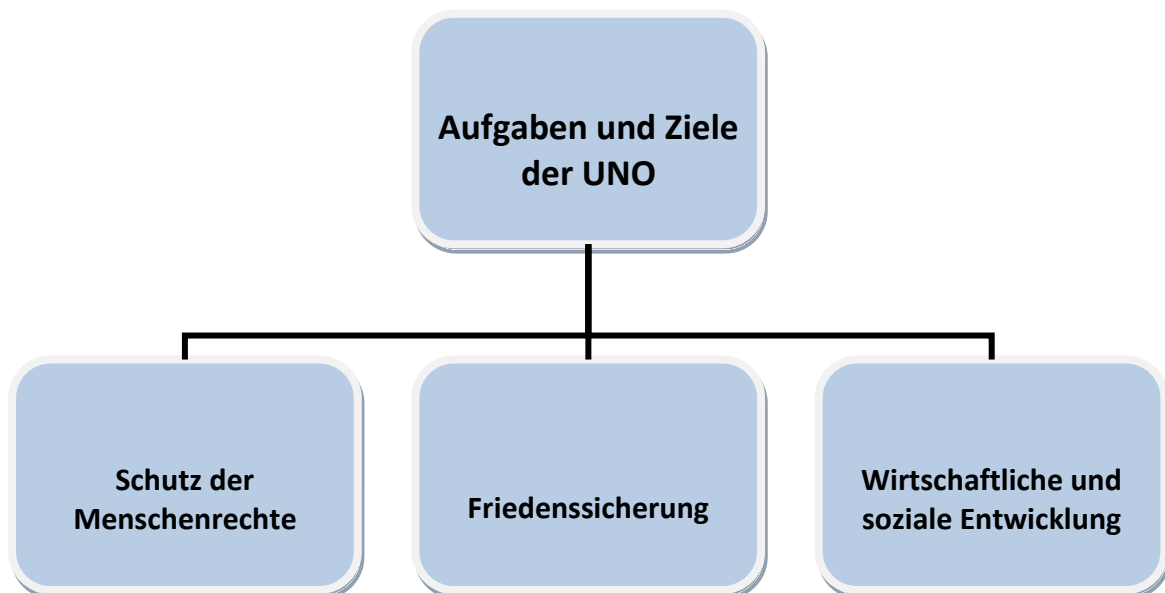 Aufgaben und Ziele
der UNO
Schutz der
Menschenrechte
Friedenssicherung
Wirtschaftliche und
soziale Entwicklung